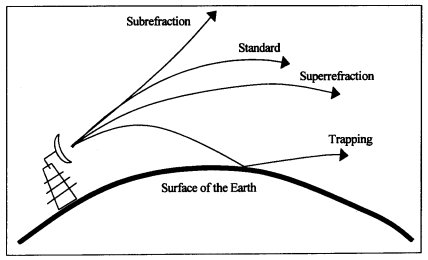 Subrefraction
Standard
Superrefraction
Trapping
Surface of the Earth